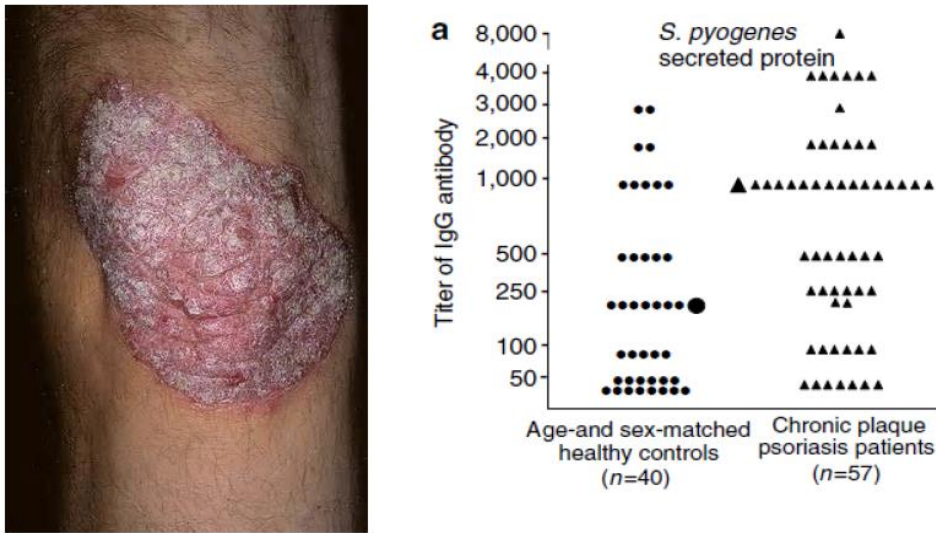 a
S. pyogenes
secreted protein
Titer of IgG antibody
8,000
4,000
3,000
2,000
1,000
500
250
100
50
Age-and sex-matched
healthy controls
(n=40)
Chronic plaque
psoriasis patients
(n=57)